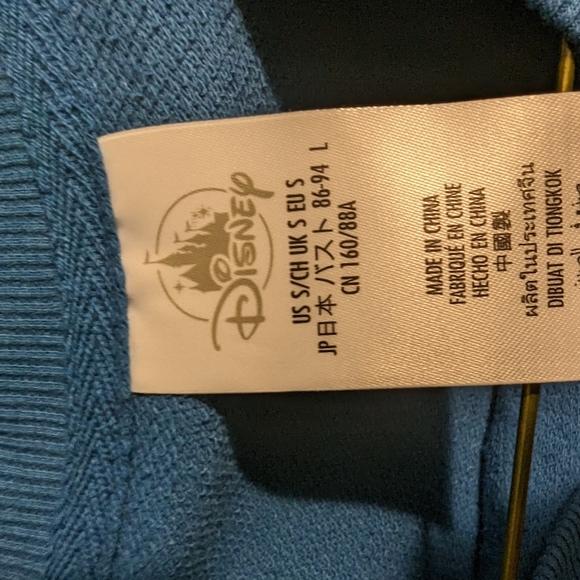 Disney
US S/CH UK S EU S
JP日本 バスト 86-94 L
CN 160/88A
MADE IN CHINA
FABRIQUÉ EN CHINE
HECHO EN CHINA
中國製
ผลิตในประเทศจีน
DIBUAT DI TIONGKOK